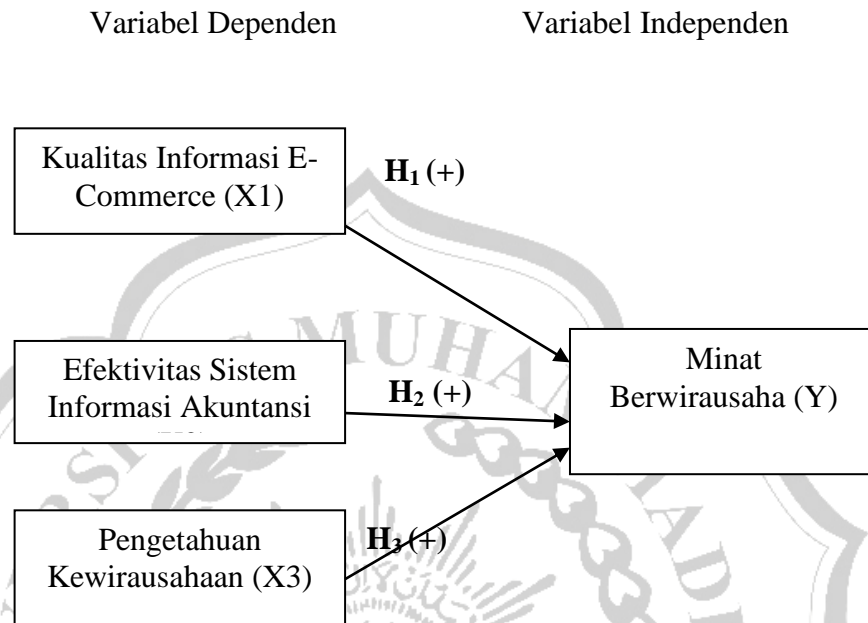 Variabel Dependen Variabel Independen
Kualitas Informasi E-
Commerce (X1)
H₁ (+)
Efektivitas Sistem
Informasi Akuntansi
H₂ (+)
Minat
Berwirausaha (Y)
Pengetahuan
Kewirausahaan (X3)
H₃ (+)
MUHAM